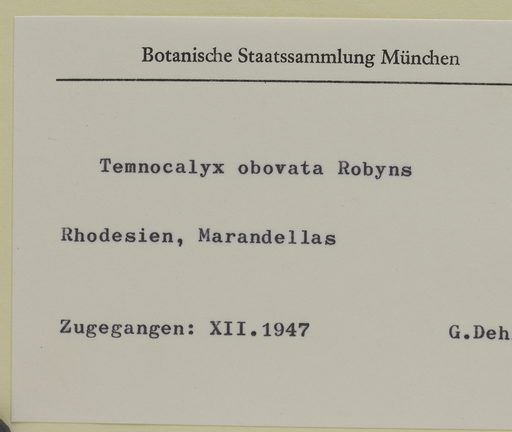 Botanische Staatssammlung München
Temnocalyx obovata Robyns
Rhodesien, Marandellas
Zugegangen: XII.1947 G.Deh